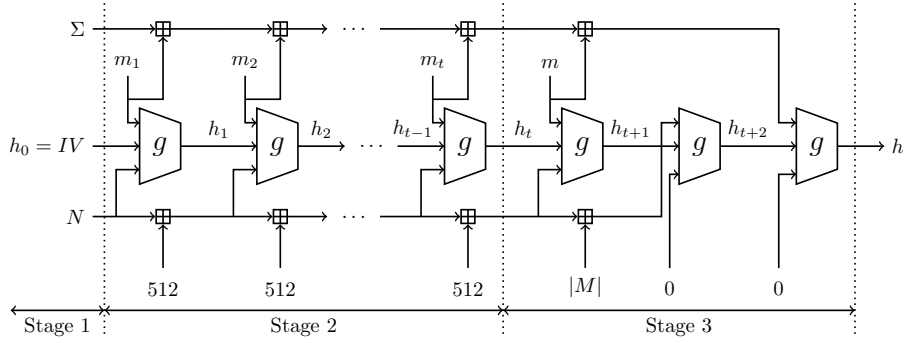 Σ ⊞ ⊞ ··· ⊞ ⊞
m₁ m₂ mₜ m
h₀ = IV g h₁ g h₂ ··· hₜ₋₁ g hₜ g hₜ₊₁ g hₜ₊₂ g h
N ⊞ ⊞ ··· ⊞ ⊞
512 512 512 |M| 0 0
Stage 1 Stage 2 Stage 3